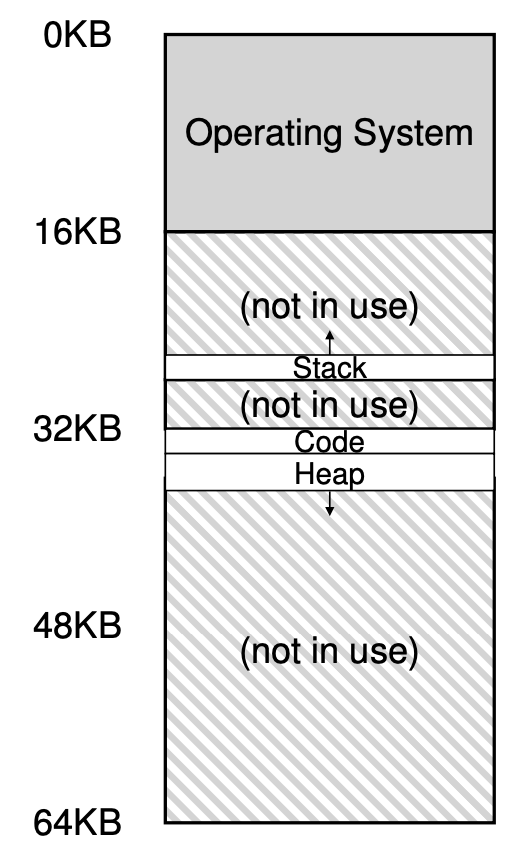 0KB
Operating System
16KB
(not in use)
Stack
(not in use)
32KB
Code
Heap
48KB
(not in use)
64KB